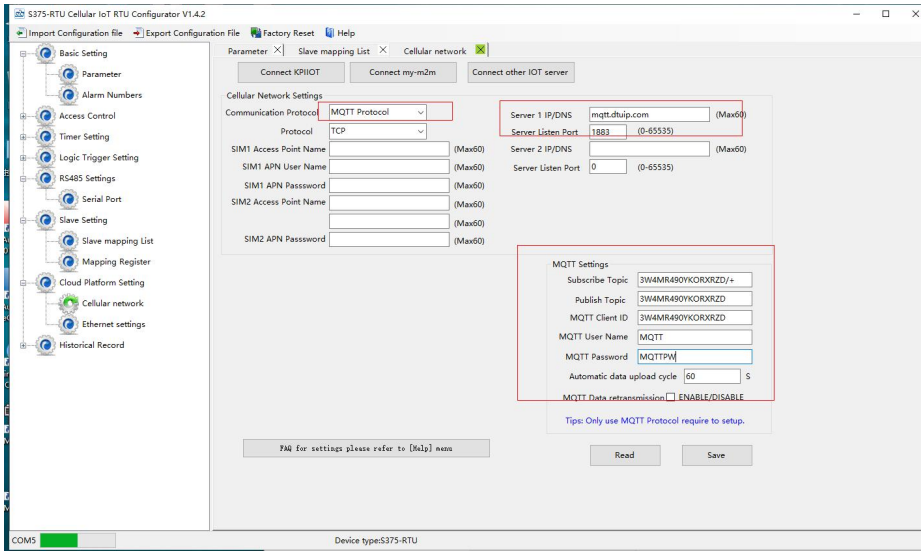 S375-RTU Cellular IoT RTU Configurator V1.4.2
Import Configuration file Export Configuration File Factory Reset Help
Basic Setting
Parameter
Alarm Numbers
Access Control
Timer Setting
Logic Trigger Setting
RS485 Settings
Serial Port
Slave Setting
Slave mapping List
Mapping Register
Cloud Platform Setting
Cellular network
Ethernet settings
Historical Record
Parameter Slave mapping List Cellular network
Connect KPIIOT Connect my-m2m Connect other IOT server
Cellular Network Settings
Communication Protocol MQTT Protocol
Protocol TCP
SIM1 Access Point Name (Max60)
SIM1 APN User Name (Max60)
SIM1 APN Passsword (Max60)
SIM2 Access Point Name (Max60)
(Max60)
SIM2 APN Passsword (Max60)
Server 1 IP/DNS mqtt.dtuip.com (Max60)
Server Listen Port 1883 (0-65535)
Server 2 IP/DNS (Max60)
Server Listen Port 0 (0-65535)
MQTT Settings
Subscribe Topic 3W4MR490YKORXRZD/+
Publish Topic 3W4MR490YKORXRZD
MQTT Client ID 3W4MR490YKORXRZD
MQTT User Name MQTT
MQTT Password MQTTPW
Automatic data upload cycle 60 S
MQTT Data retransmission ENABLE/DISABLE
Tips: Only use MQTT Protocol require to setup.
FAQ for settings please refer to [Help] menu
Read Save
COM5 Device type:S375-RTU